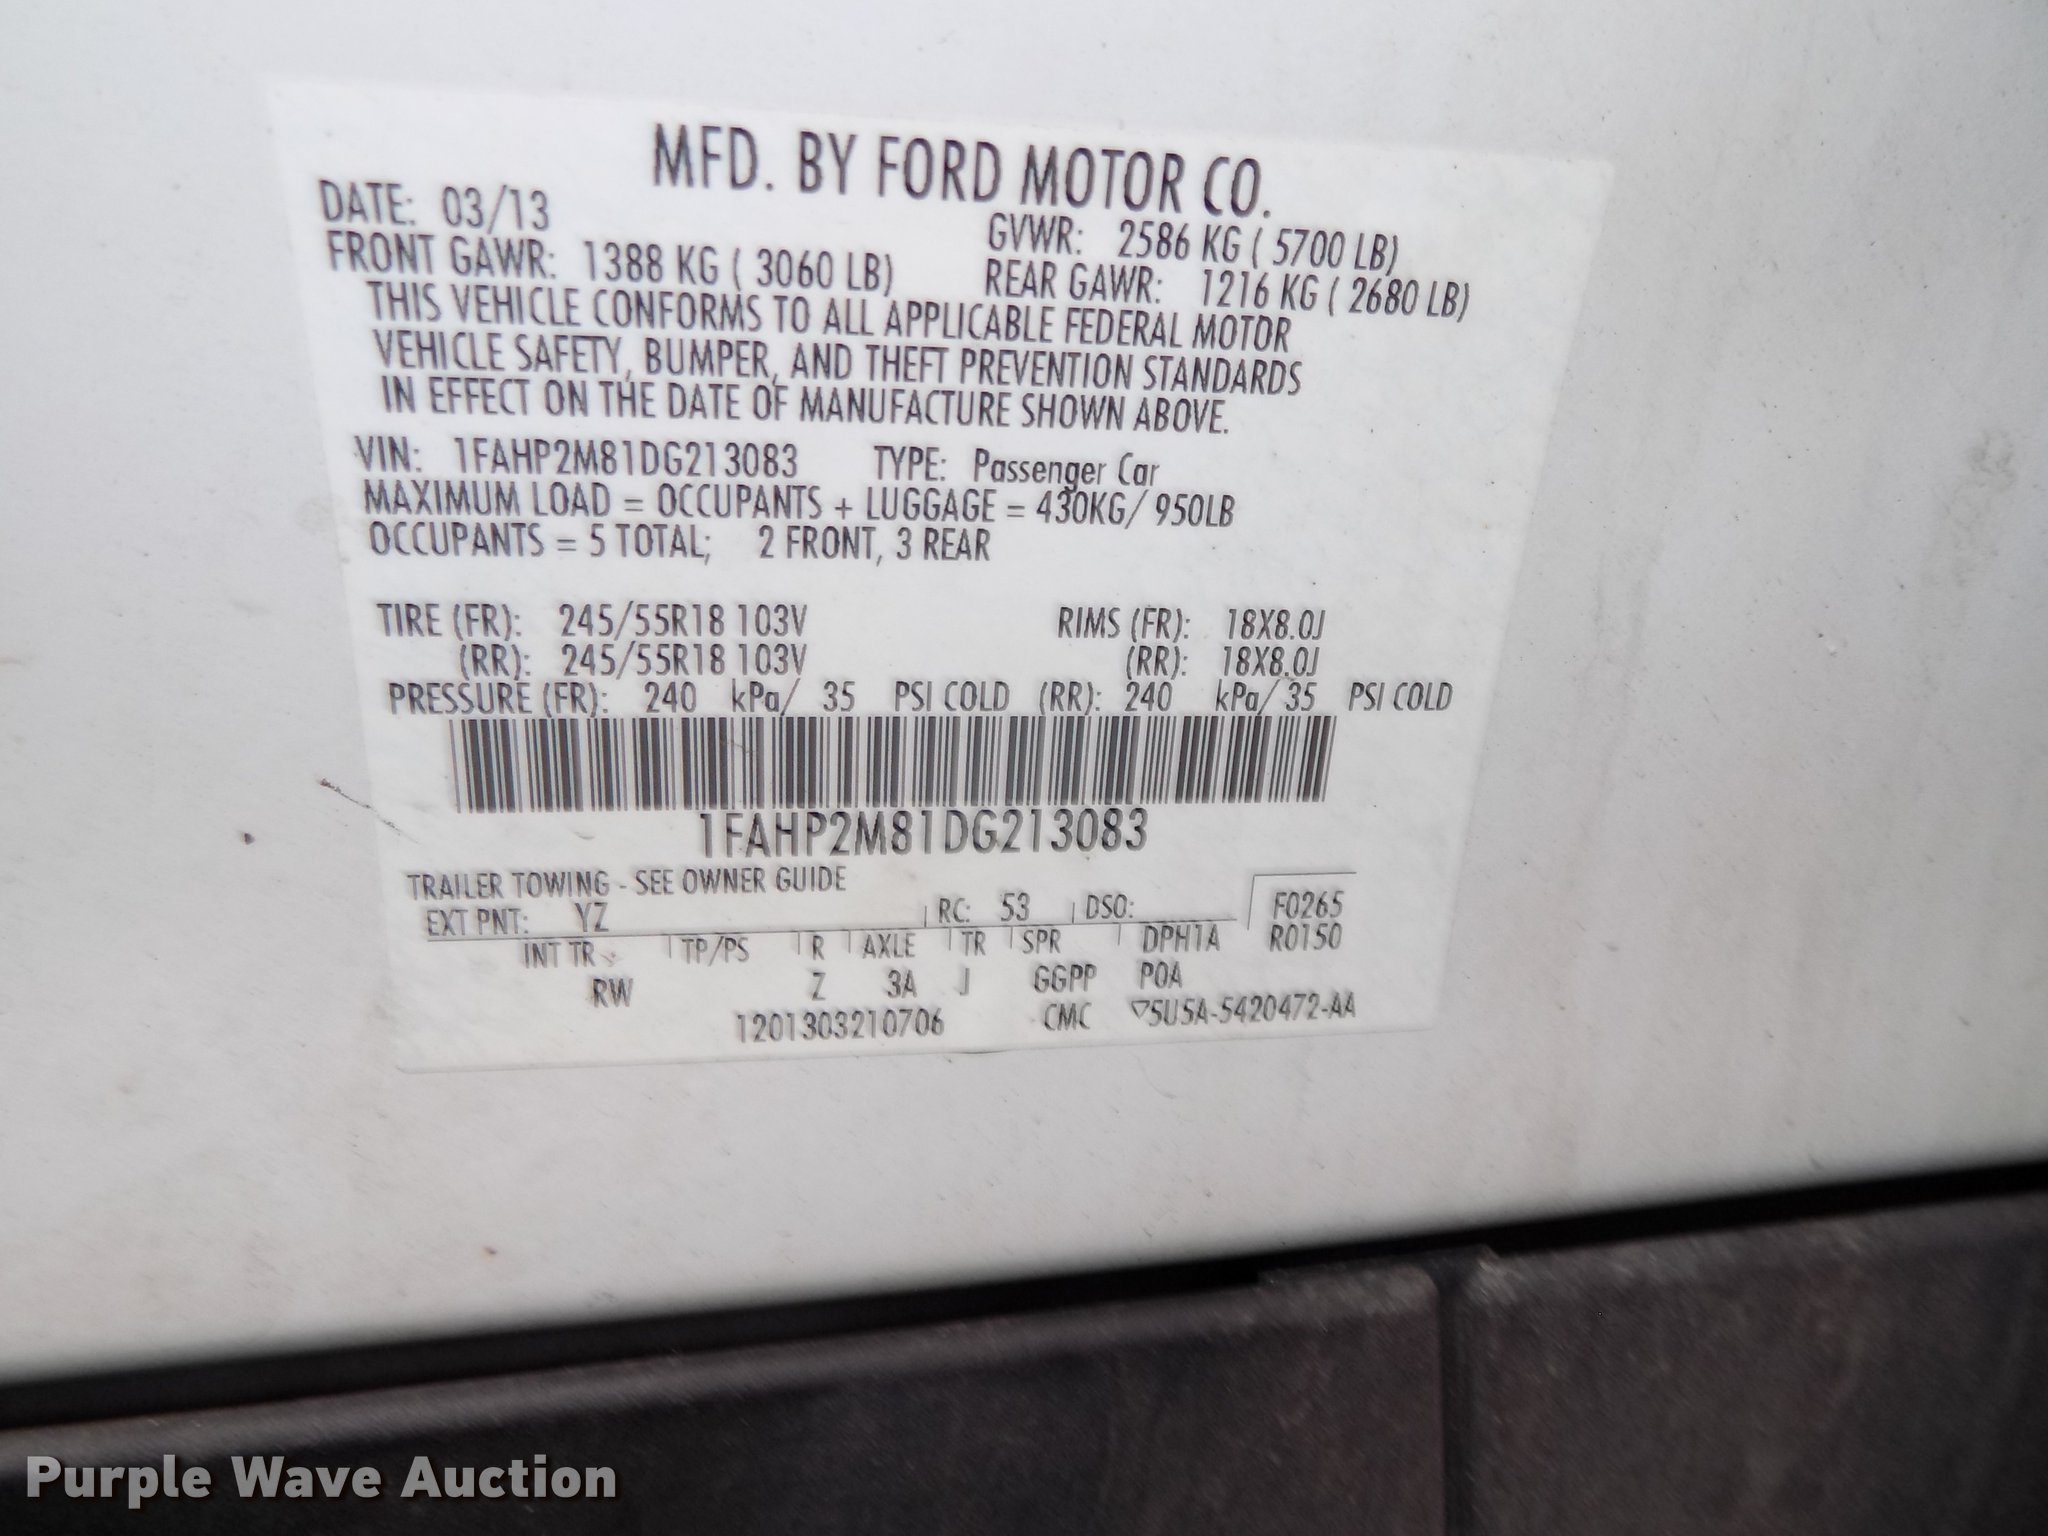 MFD. BY FORD MOTOR CO.
DATE: 03/13 GVWR: 2586 KG ( 5700 LB)
FRONT GAWR: 1388 KG ( 3060 LB) REAR GAWR: 1216 KG ( 2680 LB)
THIS VEHICLE CONFORMS TO ALL APPLICABLE FEDERAL MOTOR
VEHICLE SAFETY, BUMPER, AND THEFT PREVENTION STANDARDS
IN EFFECT ON THE DATE OF MANUFACTURE SHOWN ABOVE.
VIN: 1FAHP2M81DG213083 TYPE: Passenger Car
MAXIMUM LOAD = OCCUPANTS + LUGGAGE = 430KG/ 950LB
OCCUPANTS = 5 TOTAL; 2 FRONT, 3 REAR
TIRE (FR): 245/55R18 103V RIMS (FR): 18X8.0J
(RR): 245/55R18 103V (RR): 18X8.0J
PRESSURE (FR): 240 kPa/ 35 PSI COLD (RR): 240 kPa/ 35 PSI COLD
1FAHP2M81DG213083
TRAILER TOWING - SEE OWNER GUIDE
EXT PNT: YZ RC: 53 DSO: F0265
INT TR TP/PS R AXLE TR SPR DPH1A R0150
RW Z 3A J GGPP POA
1201303210706 CMC ▽5U5A-5420472-AA
Purple Wave Auction